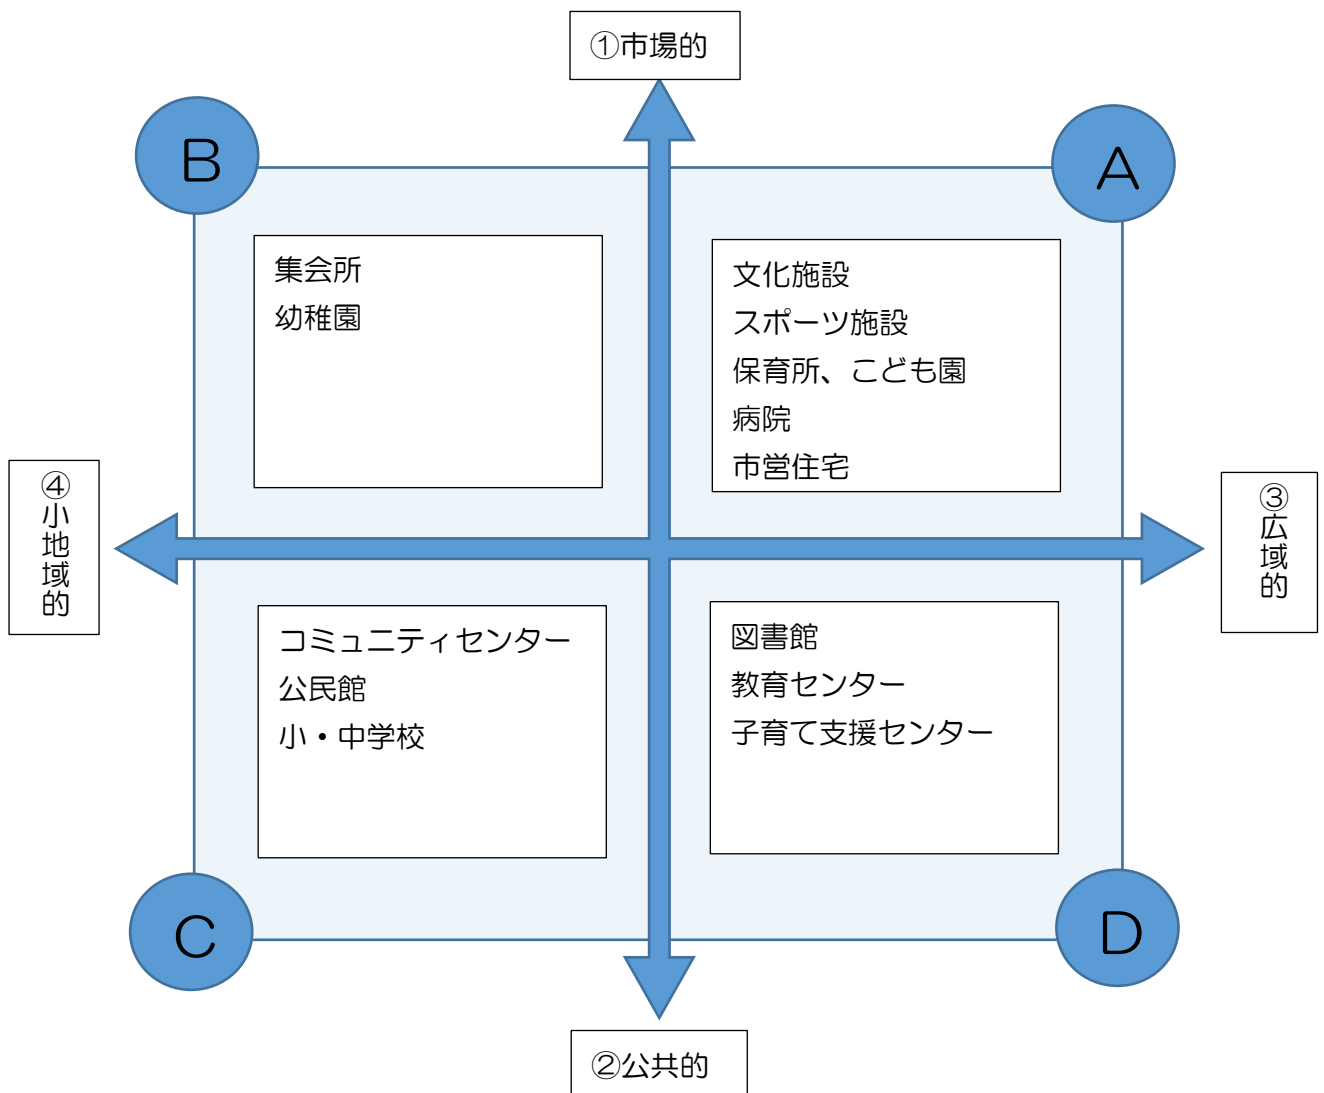 ①市場的
B
A
集会所
幼稚園
文化施設
スポーツ施設
保育所、こども園
病院
市営住宅
④小地域的
③広域的
コミュニティセンター
公民館
小・中学校
図書館
教育センター
子育て支援センター
C
D
②公共的